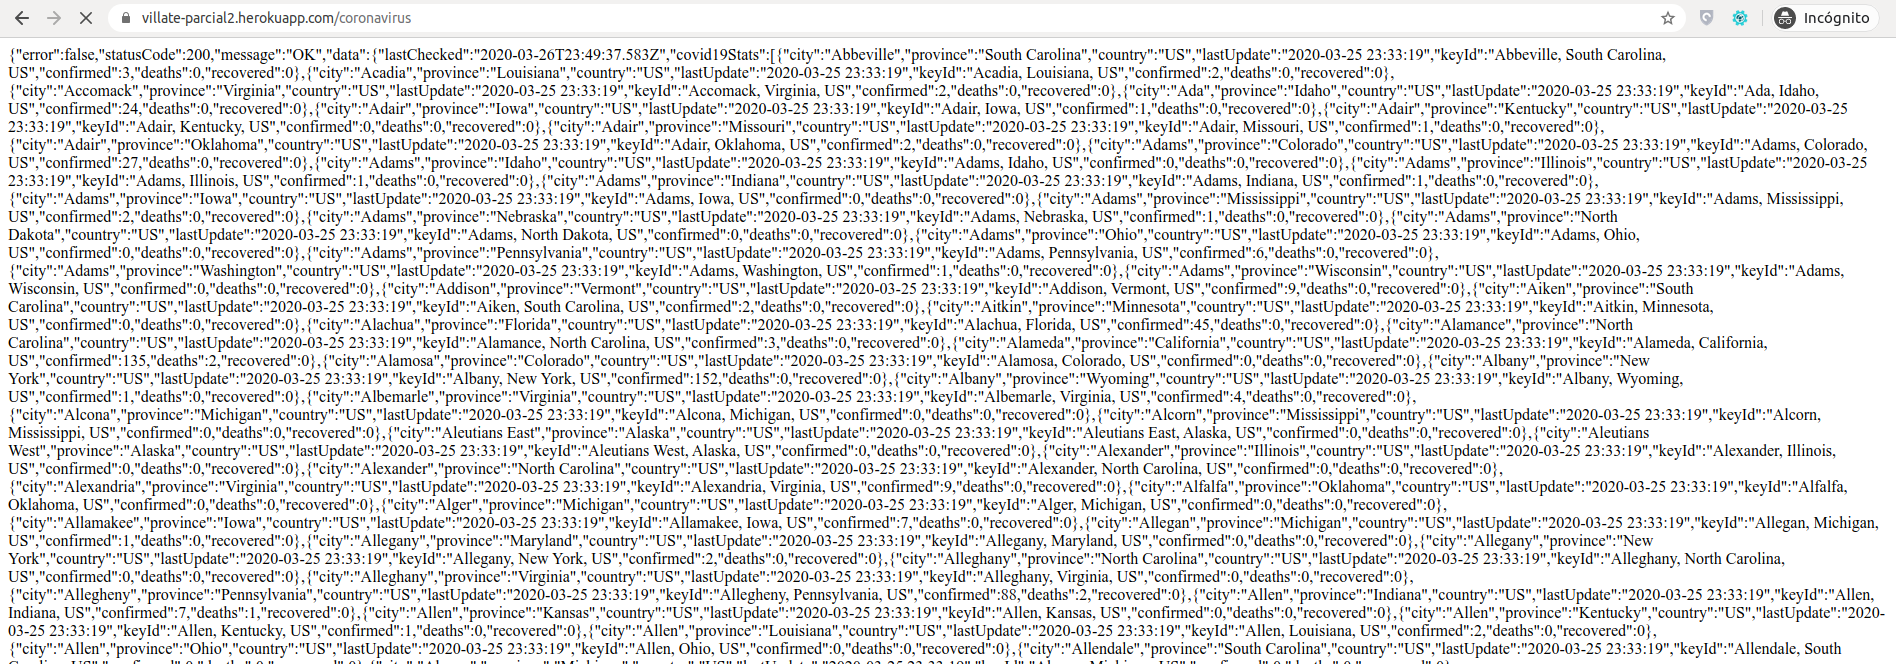 villate-parcial2.herokuapp.com/coronavirus
Incógnito
{"error":false,"statusCode":200,"message":"OK","data":{"lastChecked":"2020-03-26T23:49:37.583Z","covid19Stats":[{"city":"Abbeville","province":"South Carolina","country":"US","lastUpdate":"2020-03-25 23:33:19","keyId":"Abbeville, South Carolina,
US","confirmed":3,"deaths":0,"recovered":0},{"city":"Acadia","province":"Louisiana","country":"US","lastUpdate":"2020-03-25 23:33:19","keyId":"Acadia, Louisiana, US","confirmed":2,"deaths":0,"recovered":0},
{"city":"Accomack","province":"Virginia","country":"US","lastUpdate":"2020-03-25 23:33:19","keyId":"Accomack, Virginia, US","confirmed":2,"deaths":0,"recovered":0},{"city":"Ada","province":"Idaho","country":"US","lastUpdate":"2020-03-25 23:33:19","keyId":"Ada, Idaho,
US","confirmed":24,"deaths":0,"recovered":0},{"city":"Adair","province":"Iowa","country":"US","lastUpdate":"2020-03-25 23:33:19","keyId":"Adair, Iowa, US","confirmed":1,"deaths":0,"recovered":0},{"city":"Adair","province":"Kentucky","country":"US","lastUpdate":"2020-03-25
23:33:19","keyId":"Adair, Kentucky, US","confirmed":0,"deaths":0,"recovered":0},{"city":"Adair","province":"Missouri","country":"US","lastUpdate":"2020-03-25 23:33:19","keyId":"Adair, Missouri, US","confirmed":1,"deaths":0,"recovered":0},
{"city":"Adair","province":"Oklahoma","country":"US","lastUpdate":"2020-03-25 23:33:19","keyId":"Adair, Oklahoma, US","confirmed":2,"deaths":0,"recovered":0},{"city":"Adams","province":"Colorado","country":"US","lastUpdate":"2020-03-25 23:33:19","keyId":"Adams, Colorado,
US","confirmed":27,"deaths":0,"recovered":0},{"city":"Adams","province":"Idaho","country":"US","lastUpdate":"2020-03-25 23:33:19","keyId":"Adams, Idaho, US","confirmed":0,"deaths":0,"recovered":0},{"city":"Adams","province":"Illinois","country":"US","lastUpdate":"2020-03-25
23:33:19","keyId":"Adams, Illinois, US","confirmed":1,"deaths":0,"recovered":0},{"city":"Adams","province":"Indiana","country":"US","lastUpdate":"2020-03-25 23:33:19","keyId":"Adams, Indiana, US","confirmed":1,"deaths":0,"recovered":0},
{"city":"Adams","province":"Iowa","country":"US","lastUpdate":"2020-03-25 23:33:19","keyId":"Adams, Iowa, US","confirmed":0,"deaths":0,"recovered":0},{"city":"Adams","province":"Mississippi","country":"US","lastUpdate":"2020-03-25 23:33:19","keyId":"Adams, Mississippi,
US","confirmed":2,"deaths":0,"recovered":0},{"city":"Adams","province":"Nebraska","country":"US","lastUpdate":"2020-03-25 23:33:19","keyId":"Adams, Nebraska, US","confirmed":1,"deaths":0,"recovered":0},{"city":"Adams","province":"North
Dakota","country":"US","lastUpdate":"2020-03-25 23:33:19","keyId":"Adams, North Dakota, US","confirmed":0,"deaths":0,"recovered":0},{"city":"Adams","province":"Ohio","country":"US","lastUpdate":"2020-03-25 23:33:19","keyId":"Adams, Ohio,
US","confirmed":0,"deaths":0,"recovered":0},{"city":"Adams","province":"Pennsylvania","country":"US","lastUpdate":"2020-03-25 23:33:19","keyId":"Adams, Pennsylvania, US","confirmed":6,"deaths":0,"recovered":0},
{"city":"Adams","province":"Washington","country":"US","lastUpdate":"2020-03-25 23:33:19","keyId":"Adams, Washington, US","confirmed":1,"deaths":0,"recovered":0},{"city":"Adams","province":"Wisconsin","country":"US","lastUpdate":"2020-03-25 23:33:19","keyId":"Adams,
Wisconsin, US","confirmed":0,"deaths":0,"recovered":0},{"city":"Addison","province":"Vermont","country":"US","lastUpdate":"2020-03-25 23:33:19","keyId":"Addison, Vermont, US","confirmed":9,"deaths":0,"recovered":0},{"city":"Aiken","province":"South
Carolina","country":"US","lastUpdate":"2020-03-25 23:33:19","keyId":"Aiken, South Carolina, US","confirmed":2,"deaths":0,"recovered":0},{"city":"Aitkin","province":"Minnesota","country":"US","lastUpdate":"2020-03-25 23:33:19","keyId":"Aitkin, Minnesota,
US","confirmed":0,"deaths":0,"recovered":0},{"city":"Alachua","province":"Florida","country":"US","lastUpdate":"2020-03-25 23:33:19","keyId":"Alachua, Florida, US","confirmed":45,"deaths":0,"recovered":0},{"city":"Alamance","province":"North
Carolina","country":"US","lastUpdate":"2020-03-25 23:33:19","keyId":"Alamance, North Carolina, US","confirmed":3,"deaths":0,"recovered":0},{"city":"Alameda","province":"California","country":"US","lastUpdate":"2020-03-25 23:33:19","keyId":"Alameda, California,
US","confirmed":135,"deaths":2,"recovered":0},{"city":"Alamosa","province":"Colorado","country":"US","lastUpdate":"2020-03-25 23:33:19","keyId":"Alamosa, Colorado, US","confirmed":0,"deaths":0,"recovered":0},{"city":"Albany","province":"New
York","country":"US","lastUpdate":"2020-03-25 23:33:19","keyId":"Albany, New York, US","confirmed":152,"deaths":0,"recovered":0},{"city":"Albany","province":"Wyoming","country":"US","lastUpdate":"2020-03-25 23:33:19","keyId":"Albany, Wyoming,
US","confirmed":1,"deaths":0,"recovered":0},{"city":"Albemarle","province":"Virginia","country":"US","lastUpdate":"2020-03-25 23:33:19","keyId":"Albemarle, Virginia, US","confirmed":4,"deaths":0,"recovered":0},
{"city":"Alcona","province":"Michigan","country":"US","lastUpdate":"2020-03-25 23:33:19","keyId":"Alcona, Michigan, US","confirmed":0,"deaths":0,"recovered":0},{"city":"Alcorn","province":"Mississippi","country":"US","lastUpdate":"2020-03-25 23:33:19","keyId":"Alcorn,
Mississippi, US","confirmed":0,"deaths":0,"recovered":0},{"city":"Aleutians East","province":"Alaska","country":"US","lastUpdate":"2020-03-25 23:33:19","keyId":"Aleutians East, Alaska, US","confirmed":0,"deaths":0,"recovered":0},{"city":"Aleutians
West","province":"Alaska","country":"US","lastUpdate":"2020-03-25 23:33:19","keyId":"Aleutians West, Alaska, US","confirmed":0,"deaths":0,"recovered":0},{"city":"Alexander","province":"Illinois","country":"US","lastUpdate":"2020-03-25 23:33:19","keyId":"Alexander, Illinois,
US","confirmed":0,"deaths":0,"recovered":0},{"city":"Alexander","province":"North Carolina","country":"US","lastUpdate":"2020-03-25 23:33:19","keyId":"Alexander, North Carolina, US","confirmed":0,"deaths":0,"recovered":0},
{"city":"Alexandria","province":"Virginia","country":"US","lastUpdate":"2020-03-25 23:33:19","keyId":"Alexandria, Virginia, US","confirmed":9,"deaths":0,"recovered":0},{"city":"Alfalfa","province":"Oklahoma","country":"US","lastUpdate":"2020-03-25 23:33:19","keyId":"Alfalfa,
Oklahoma, US","confirmed":0,"deaths":0,"recovered":0},{"city":"Alger","province":"Michigan","country":"US","lastUpdate":"2020-03-25 23:33:19","keyId":"Alger, Michigan, US","confirmed":0,"deaths":0,"recovered":0},
{"city":"Allamakee","province":"Iowa","country":"US","lastUpdate":"2020-03-25 23:33:19","keyId":"Allamakee, Iowa, US","confirmed":7,"deaths":0,"recovered":0},{"city":"Allegan","province":"Michigan","country":"US","lastUpdate":"2020-03-25 23:33:19","keyId":"Allegan, Michigan,
US","confirmed":1,"deaths":0,"recovered":0},{"city":"Allegany","province":"Maryland","country":"US","lastUpdate":"2020-03-25 23:33:19","keyId":"Allegany, Maryland, US","confirmed":0,"deaths":0,"recovered":0},{"city":"Allegany","province":"New
York","country":"US","lastUpdate":"2020-03-25 23:33:19","keyId":"Allegany, New York, US","confirmed":2,"deaths":0,"recovered":0},{"city":"Alleghany","province":"North Carolina","country":"US","lastUpdate":"2020-03-25 23:33:19","keyId":"Alleghany, North Carolina,
US","confirmed":0,"deaths":0,"recovered":0},{"city":"Alleghany","province":"Virginia","country":"US","lastUpdate":"2020-03-25 23:33:19","keyId":"Alleghany, Virginia, US","confirmed":0,"deaths":0,"recovered":0},
{"city":"Allegheny","province":"Pennsylvania","country":"US","lastUpdate":"2020-03-25 23:33:19","keyId":"Allegheny, Pennsylvania, US","confirmed":88,"deaths":2,"recovered":0},{"city":"Allen","province":"Indiana","country":"US","lastUpdate":"2020-03-25 23:33:19","keyId":"Allen,
Indiana, US","confirmed":7,"deaths":1,"recovered":0},{"city":"Allen","province":"Kansas","country":"US","lastUpdate":"2020-03-25 23:33:19","keyId":"Allen, Kansas, US","confirmed":0,"deaths":0,"recovered":0},{"city":"Allen","province":"Kentucky","country":"US","lastUpdate":"2020-
03-25 23:33:19","keyId":"Allen, Kentucky, US","confirmed":1,"deaths":0,"recovered":0},{"city":"Allen","province":"Louisiana","country":"US","lastUpdate":"2020-03-25 23:33:19","keyId":"Allen, Louisiana, US","confirmed":2,"deaths":0,"recovered":0},
{"city":"Allen","province":"Ohio","country":"US","lastUpdate":"2020-03-25 23:33:19","keyId":"Allen, Ohio, US","confirmed":0,"deaths":0,"recovered":0},{"city":"Allendale","province":"South Carolina","country":"US","lastUpdate":"2020-03-25 23:33:19","keyId":"Allendale, South